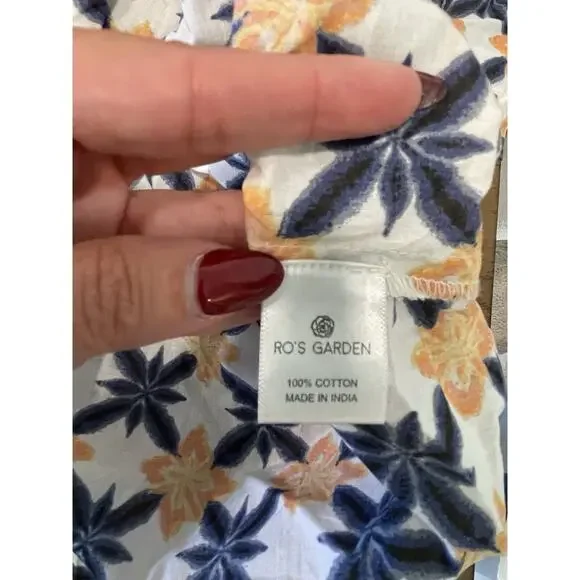 RO'S GARDEN
100% COTTON
MADE IN INDIA